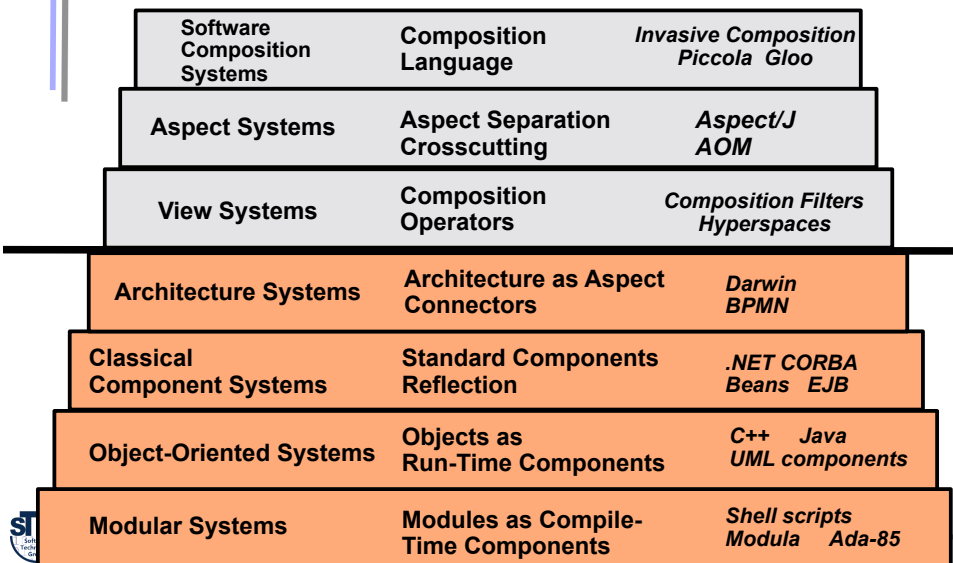 Software
Composition
Systems
Composition
Language
Invasive Composition
Piccola Gloo
Aspect Systems
Aspect Separation
Crosscutting
Aspect/J
AOM
View Systems
Composition
Operators
Composition Filters
Hyperspaces
Architecture Systems
Architecture as Aspect
Connectors
Darwin
BPMN
Classical
Component Systems
Standard Components
Reflection
.NET CORBA
Beans EJB
Object-Oriented Systems
Objects as
Run-Time Components
C++ Java
UML components
Modular Systems
Modules as Compile-
Time Components
Shell scripts
Modula Ada-85